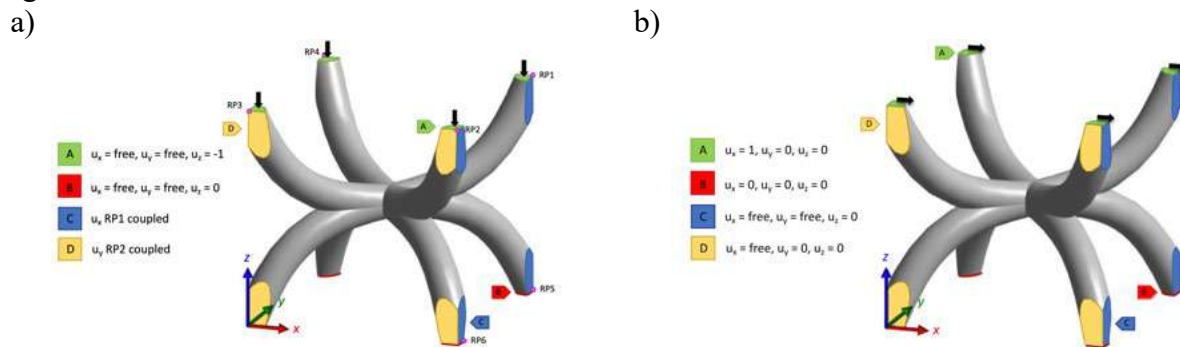 a)
b)
RP4
RP1
RP3
D
A
RP2
A u_x = free, u_y = free, u_z = -1
B u_x = free, u_y = free, u_z = 0
C u_x RP1 coupled
D u_y RP2 coupled
z
y
x
B
RP5
C
RP6
A
D
A u_x = 1, u_y = 0, u_z = 0
B u_x = 0, u_y = 0, u_z = 0
C u_x = free, u_y = free, u_z = 0
D u_x = free, u_y = 0, u_z = 0
z
y
x
B
C